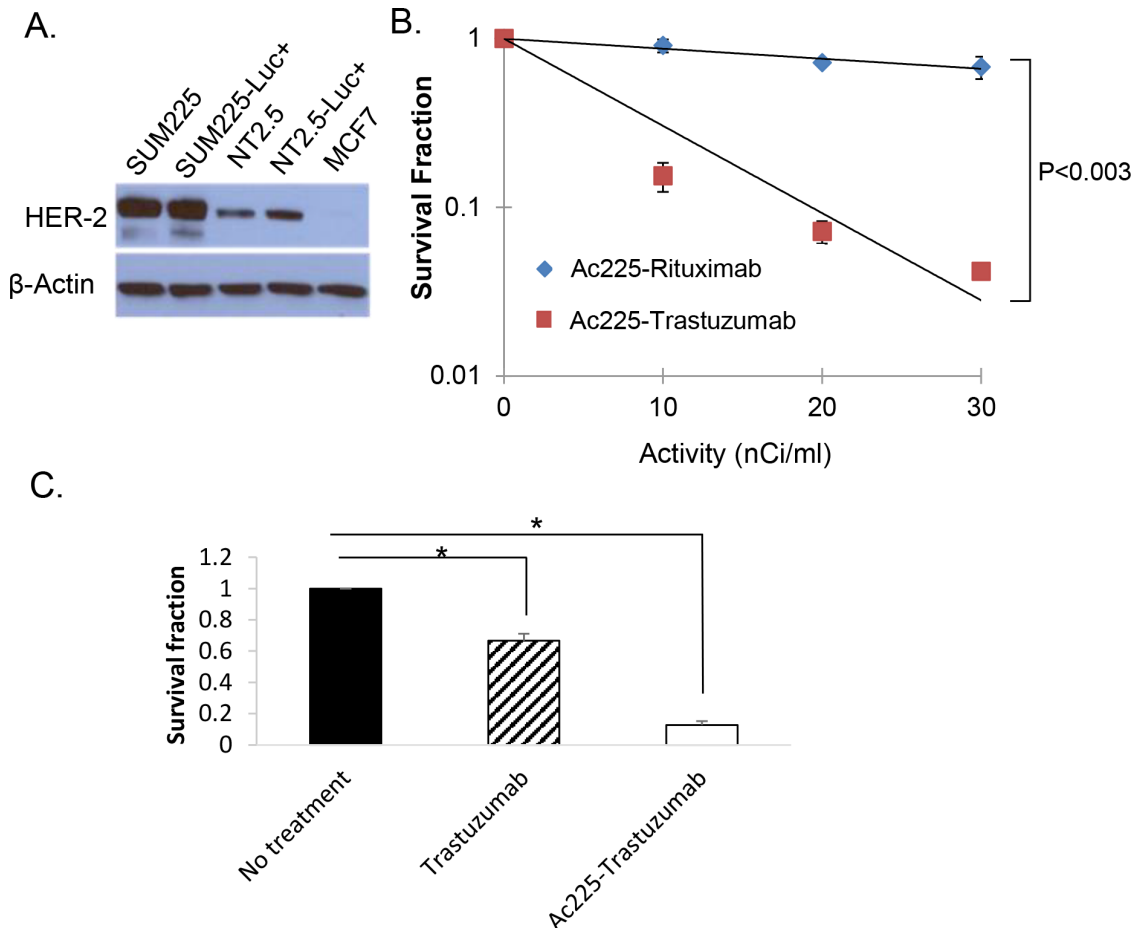 A.
SUM225
SUM225-Luc+
NT2.5
NT2.5-Luc+
MCF7
HER-2
β-Actin
B.
Survival Fraction
1
0.1
0.01
0
10
20
30
Activity (nCi/ml)
Ac225-Rituximab
Ac225-Trastuzumab
P<0.003
C.
Survival fraction
1.2
1
0.8
0.6
0.4
0.2
0
*
*
No treatment
Trastuzumab
Ac225-Trastuzumab